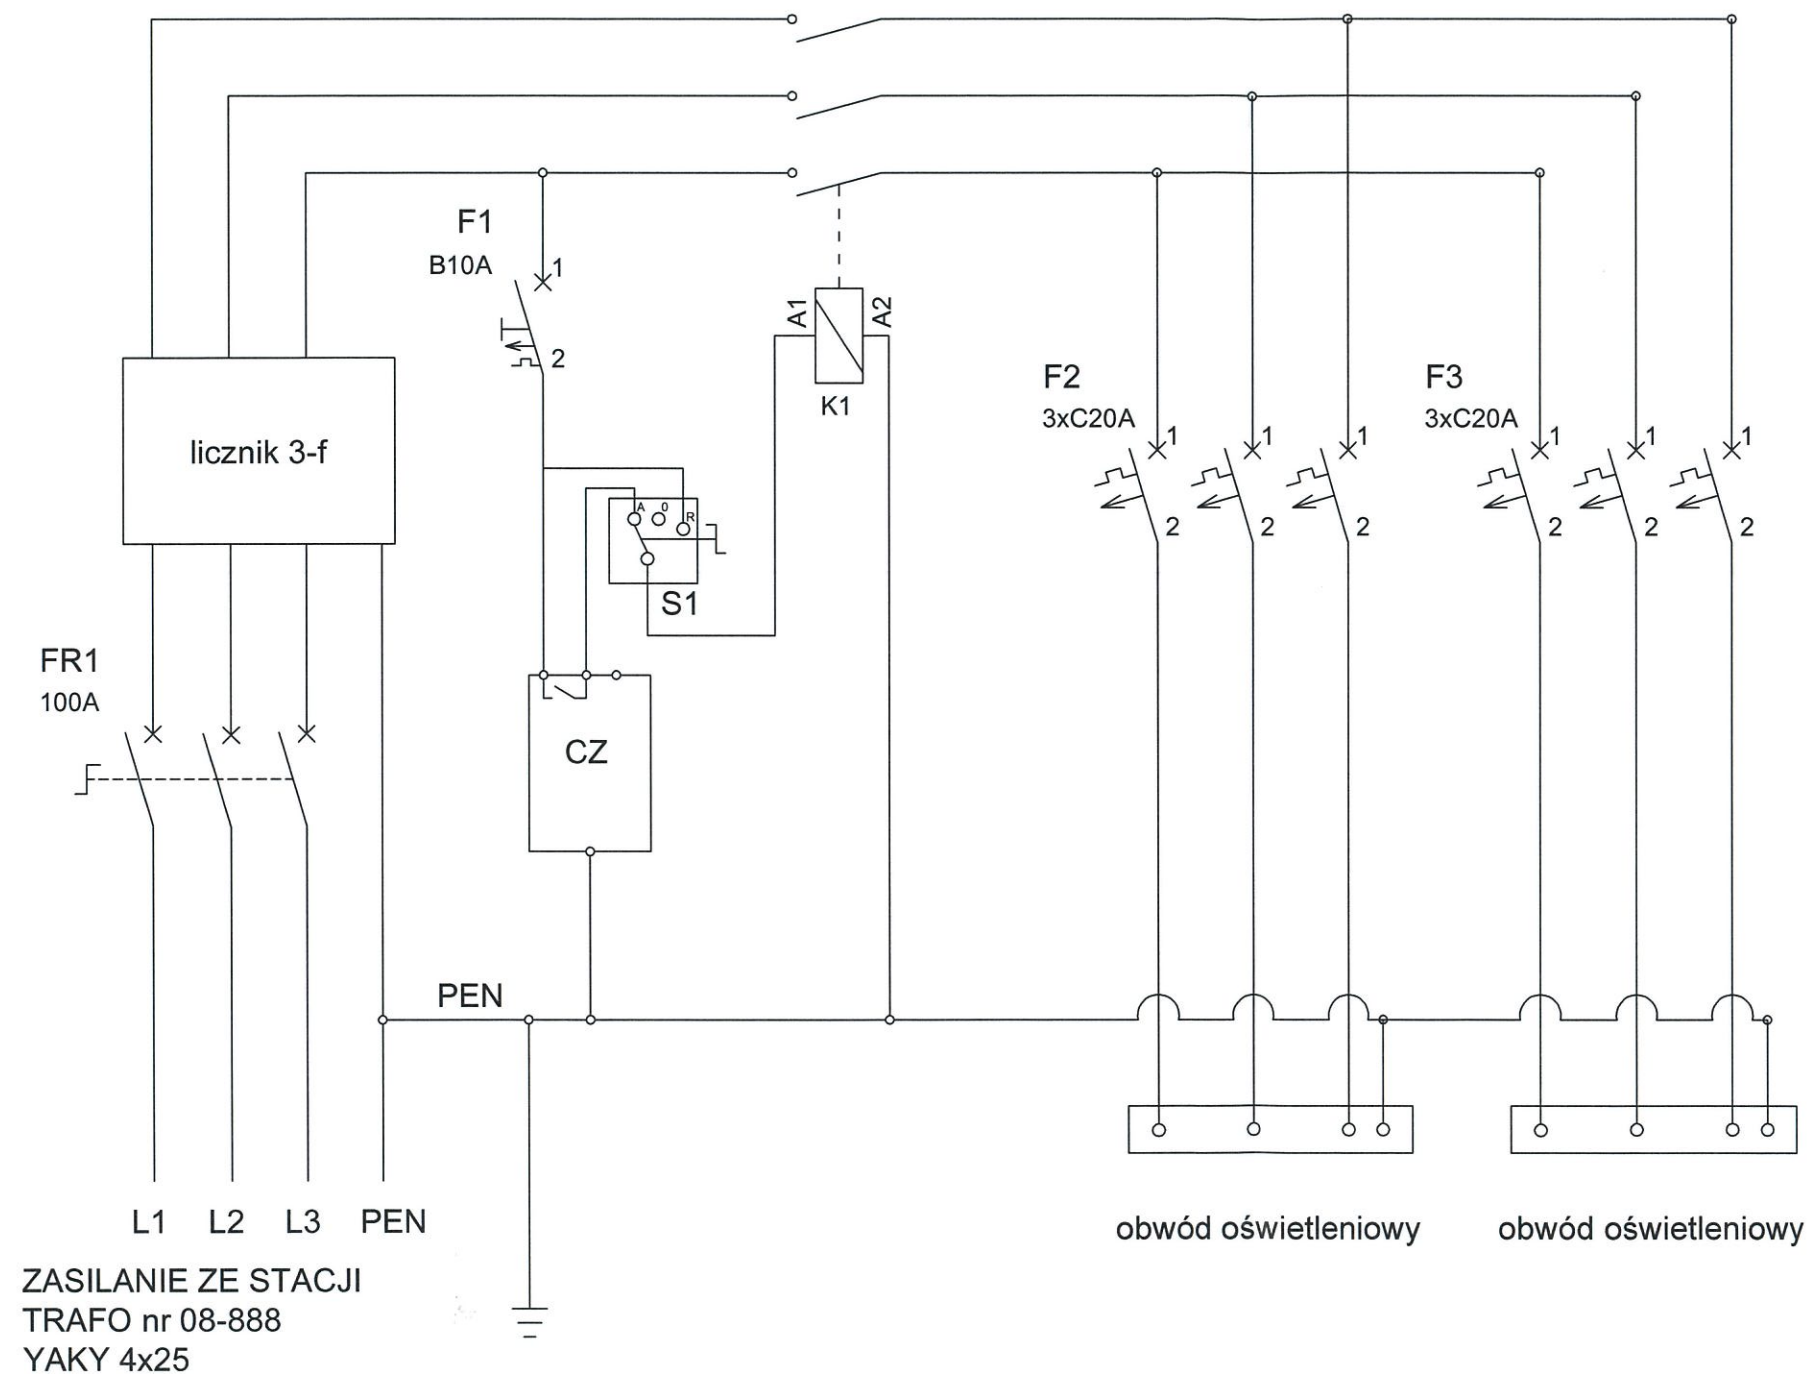 F1
B10A
1
2
A1
A2
K1
licznik 3-f
A 0 R
S1
F2
3xC20A
1
2
1
2
1
2
F3
3xC20A
1
2
1
2
1
2
FR1
100A
CZ
PEN
L1 L2 L3 PEN
obwód oświetleniowy
obwód oświetleniowy
ZASILANIE ZE STACJI
TRAFO nr 08-888
YAKY 4x25